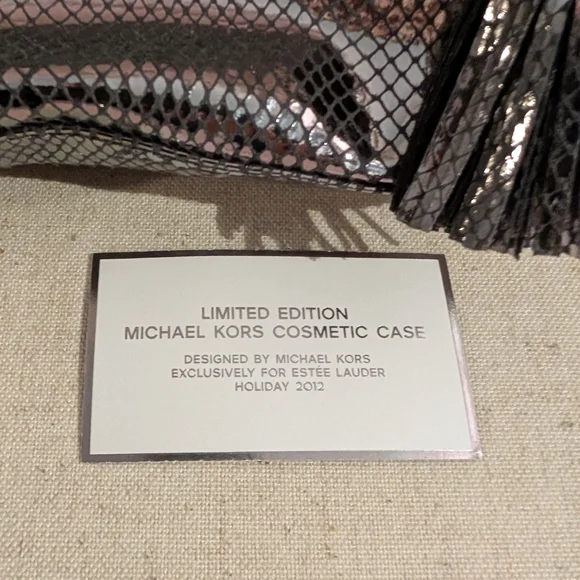 LIMITED EDITION
MICHAEL KORS COSMETIC CASE
DESIGNED BY MICHAEL KORS
EXCLUSIVELY FOR ESTÉE LAUDER
HOLIDAY 2012